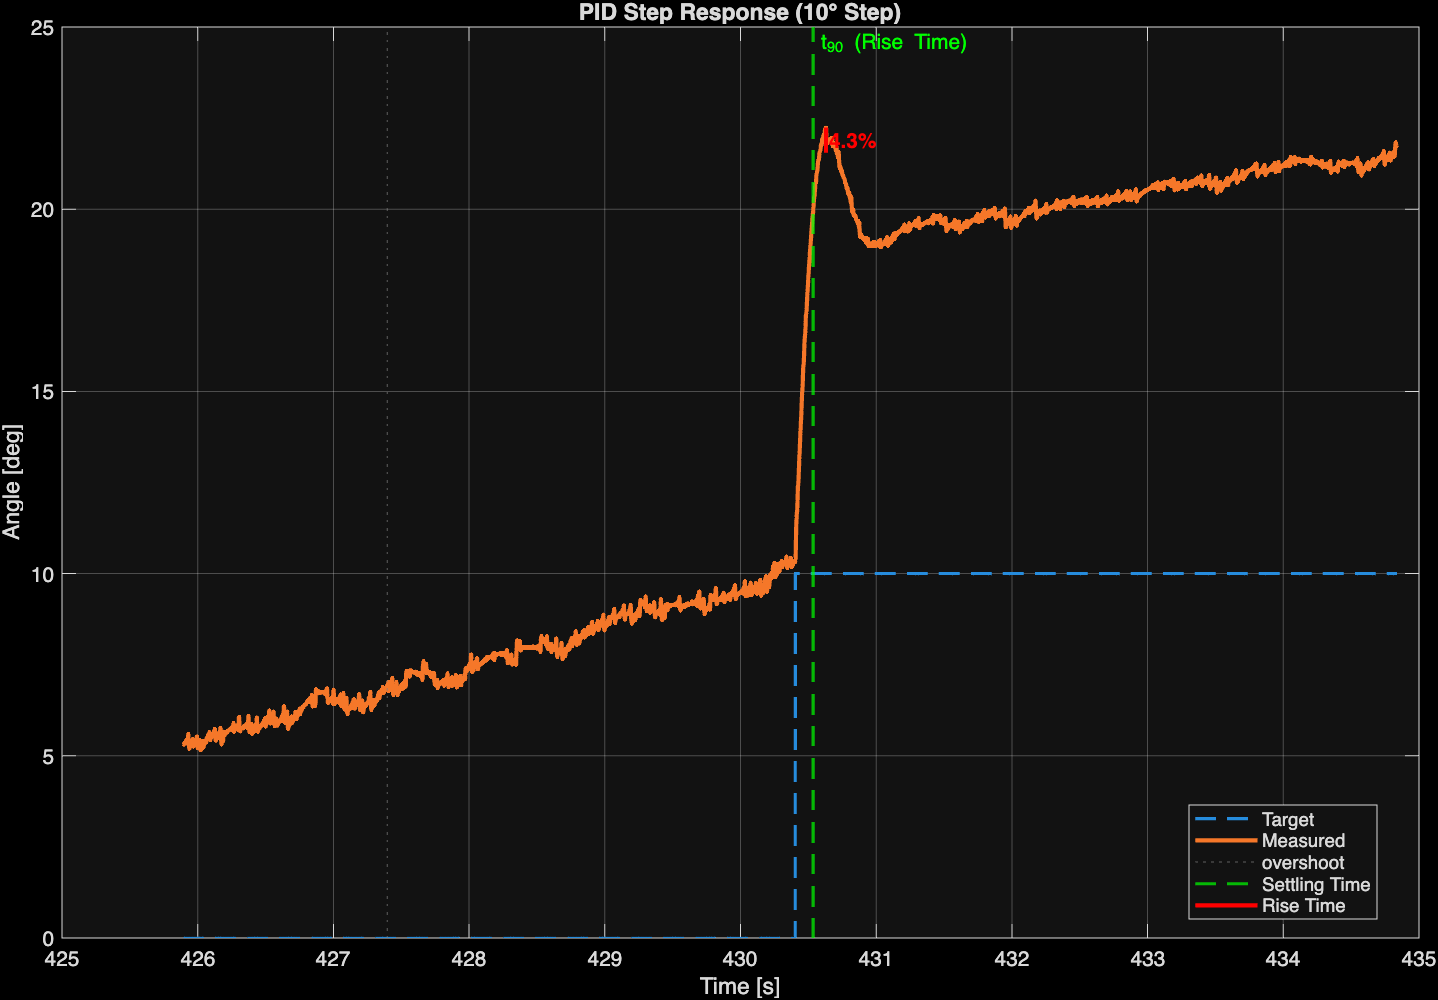 PID Step Response (10° Step)
25
20
15
10
5
0
Angle [deg]
t90 (Rise Time)
4.3%
Target
Measured
overshoot
Settling Time
Rise Time
425 426 427 428 429 430 431 432 433 434 435
Time [s]